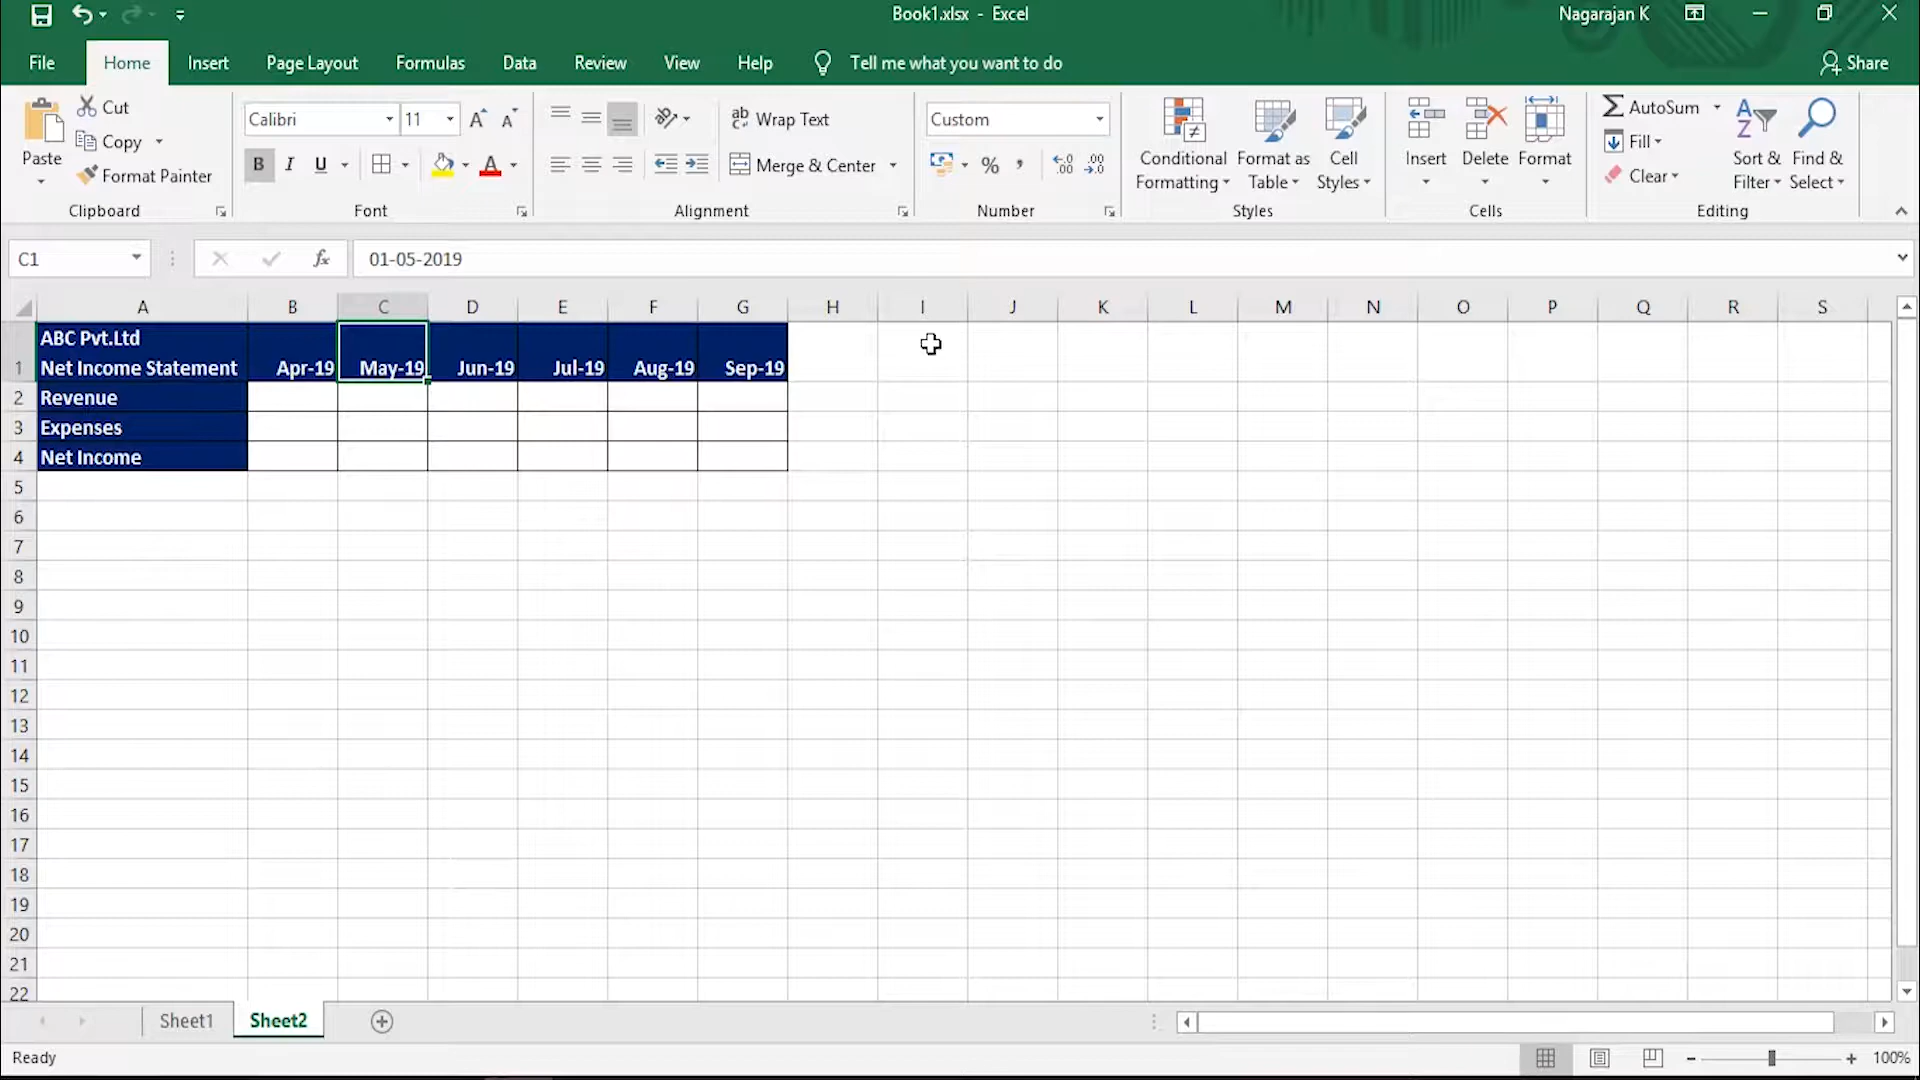 Book1.xlsx - Excel
Nagarajan K
File Home Insert Page Layout Formulas Data Review View Help Tell me what you want to do Share
Paste
Cut
Copy
Format Painter
Clipboard
Calibri 11
B I U
Font
Wrap Text
Merge & Center
Alignment
Custom
Number
Conditional Formatting
Format as Table
Cell Styles
Styles
Insert Delete Format
Cells
AutoSum
Fill
Clear
Sort & Filter
Find & Select
Editing
C1 fx 01-05-2019
A B C D E F G H I J K L M N O P Q R S
ABC Pvt.Ltd
1 Net Income Statement Apr-19 May-19 Jun-19 Jul-19 Aug-19 Sep-19
2 Revenue
3 Expenses
4 Net Income
5
6
7
8
9
10
11
12
13
14
15
16
17
18
19
20
21
22
Sheet1 Sheet2
Ready 100%